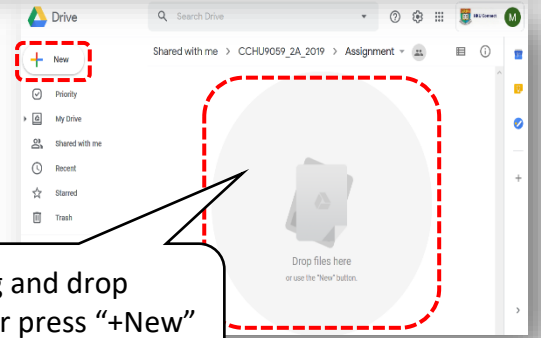 Drive
Search Drive
M
New
Shared with me > CCHU9059_2A_2019 > Assignment
Priority
My Drive
Shared with me
Recent
Starred
Trash
Drop files here
or use the "New" button.
and drop
press “+New”